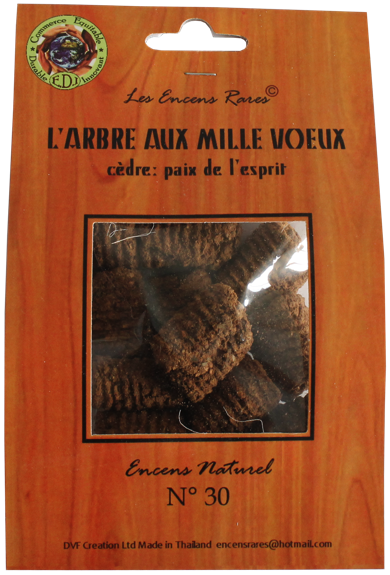 Commerce Equitable
Durable E.D.I Innovant
Les Encens Rares©
L'ARBRE AUX MILLE VOEUX
cèdre: paix de l'esprit
Encens Naturel
N° 30
DVF Creation Ltd Made in Thailand encensrares@hotmail.com